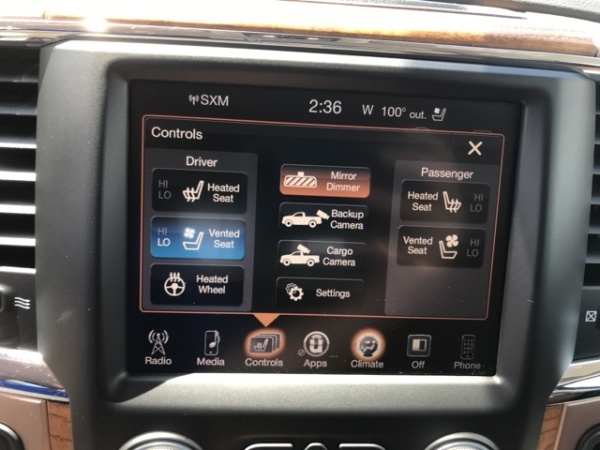 SXM 2:36 W 100° out.
Controls X
Driver
HI
LO
Heated
Seat
HI
LO
Vented
Seat
Heated
Wheel
Mirror
Dimmer
Backup
Camera
Cargo
Camera
Settings
Passenger
Heated
Seat
HI
LO
Vented
Seat
HI
LO
Radio Media Controls Apps Climate Off Phone